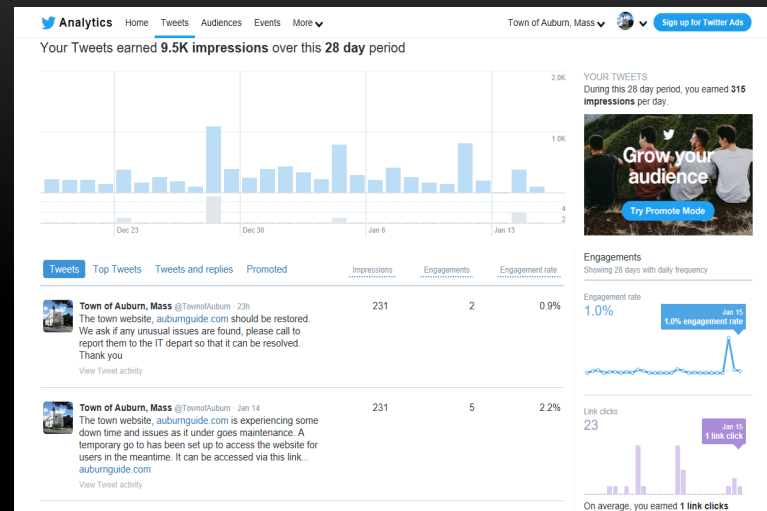 Analytics Home Tweets Audiences Events More Town of Auburn, Mass Sign up for Twitter Ads
Your Tweets earned 9.5K impressions over this 28 day period
2.0K
1.0K
4
2
Dec 23 Dec 30 Jan 6 Jan 13
YOUR TWEETS
During this 28 day period, you earned 315
impressions per day.
Grow your
audience
Try Promote Mode
Tweets Top Tweets Tweets and replies Promoted Impressions Engagements Engagement rate
Town of Auburn, Mass @TownofAuburn · 23h
The town website, auburnguide.com should be restored.
We ask if any unusual issues are found, please call to
report them to the IT depart so that it can be resolved.
Thank you
View Tweet activity
231 2 0.9%
Town of Auburn, Mass @TownofAuburn · Jan 14
The town website, auburnguide.com is experiencing some
down time and issues as it under goes maintenance. A
temporary go to has been set up to access the website for
users in the meantime. It can be accessed via this link...
auburnguide.com
View Tweet activity
231 5 2.2%
Engagements
Showing 28 days with daily frequency
Engagement rate
1.0%
Jan 15
1.0% engagement rate
Link clicks
23
Jan 15
1 link click
On average, you earned 1 link clicks